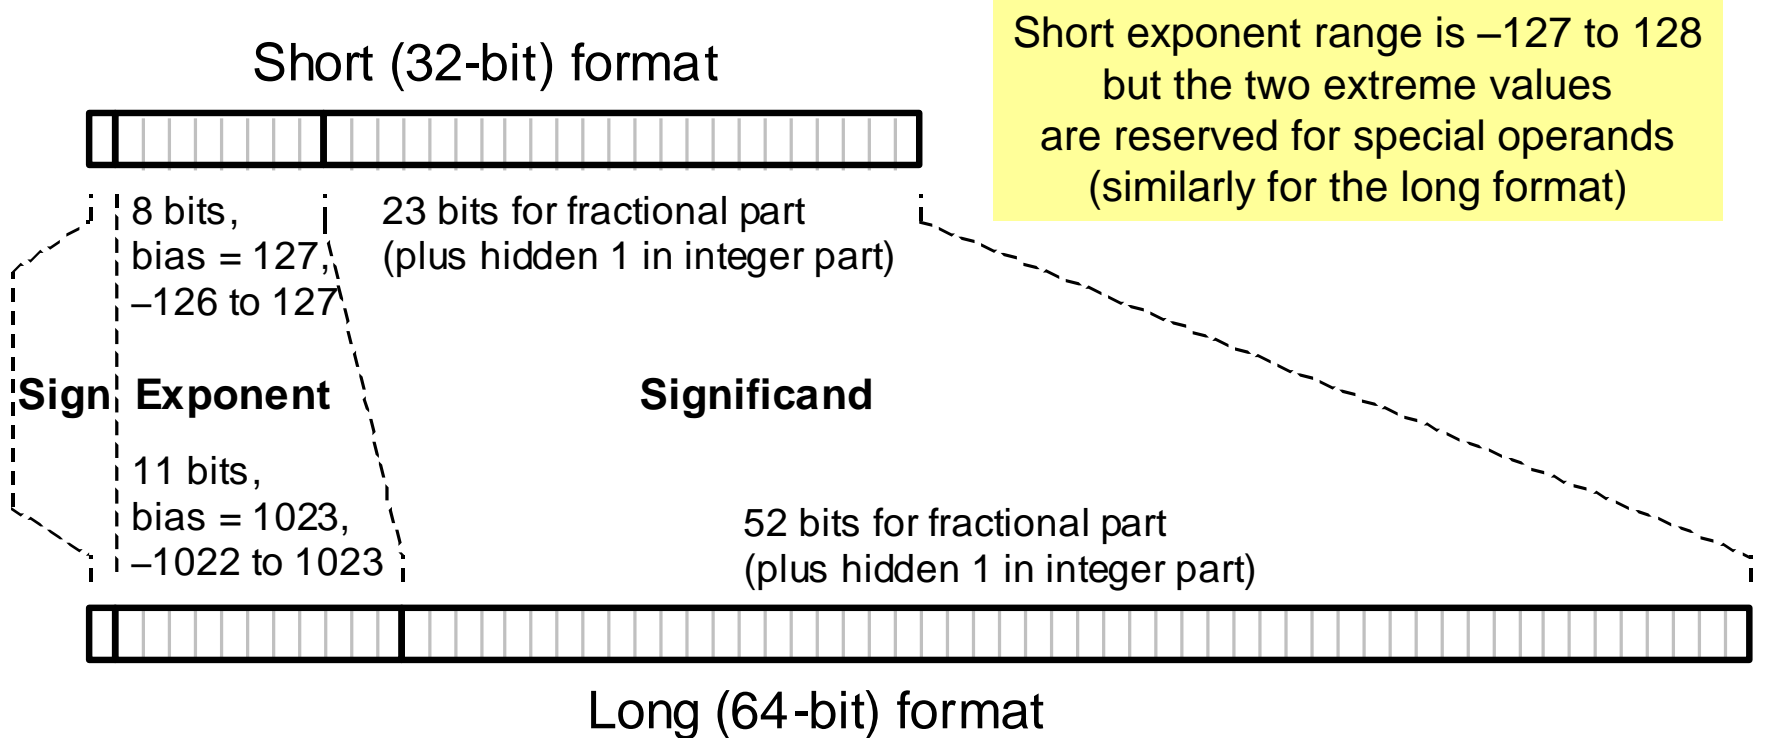 Short (32-bit) format
Short exponent range is –127 to 128
but the two extreme values
are reserved for special operands
(similarly for the long format)
8 bits,
bias = 127,
–126 to 127
23 bits for fractional part
(plus hidden 1 in integer part)
Sign
Exponent
Significand
11 bits,
bias = 1023,
–1022 to 1023
52 bits for fractional part
(plus hidden 1 in integer part)
Long (64-bit) format